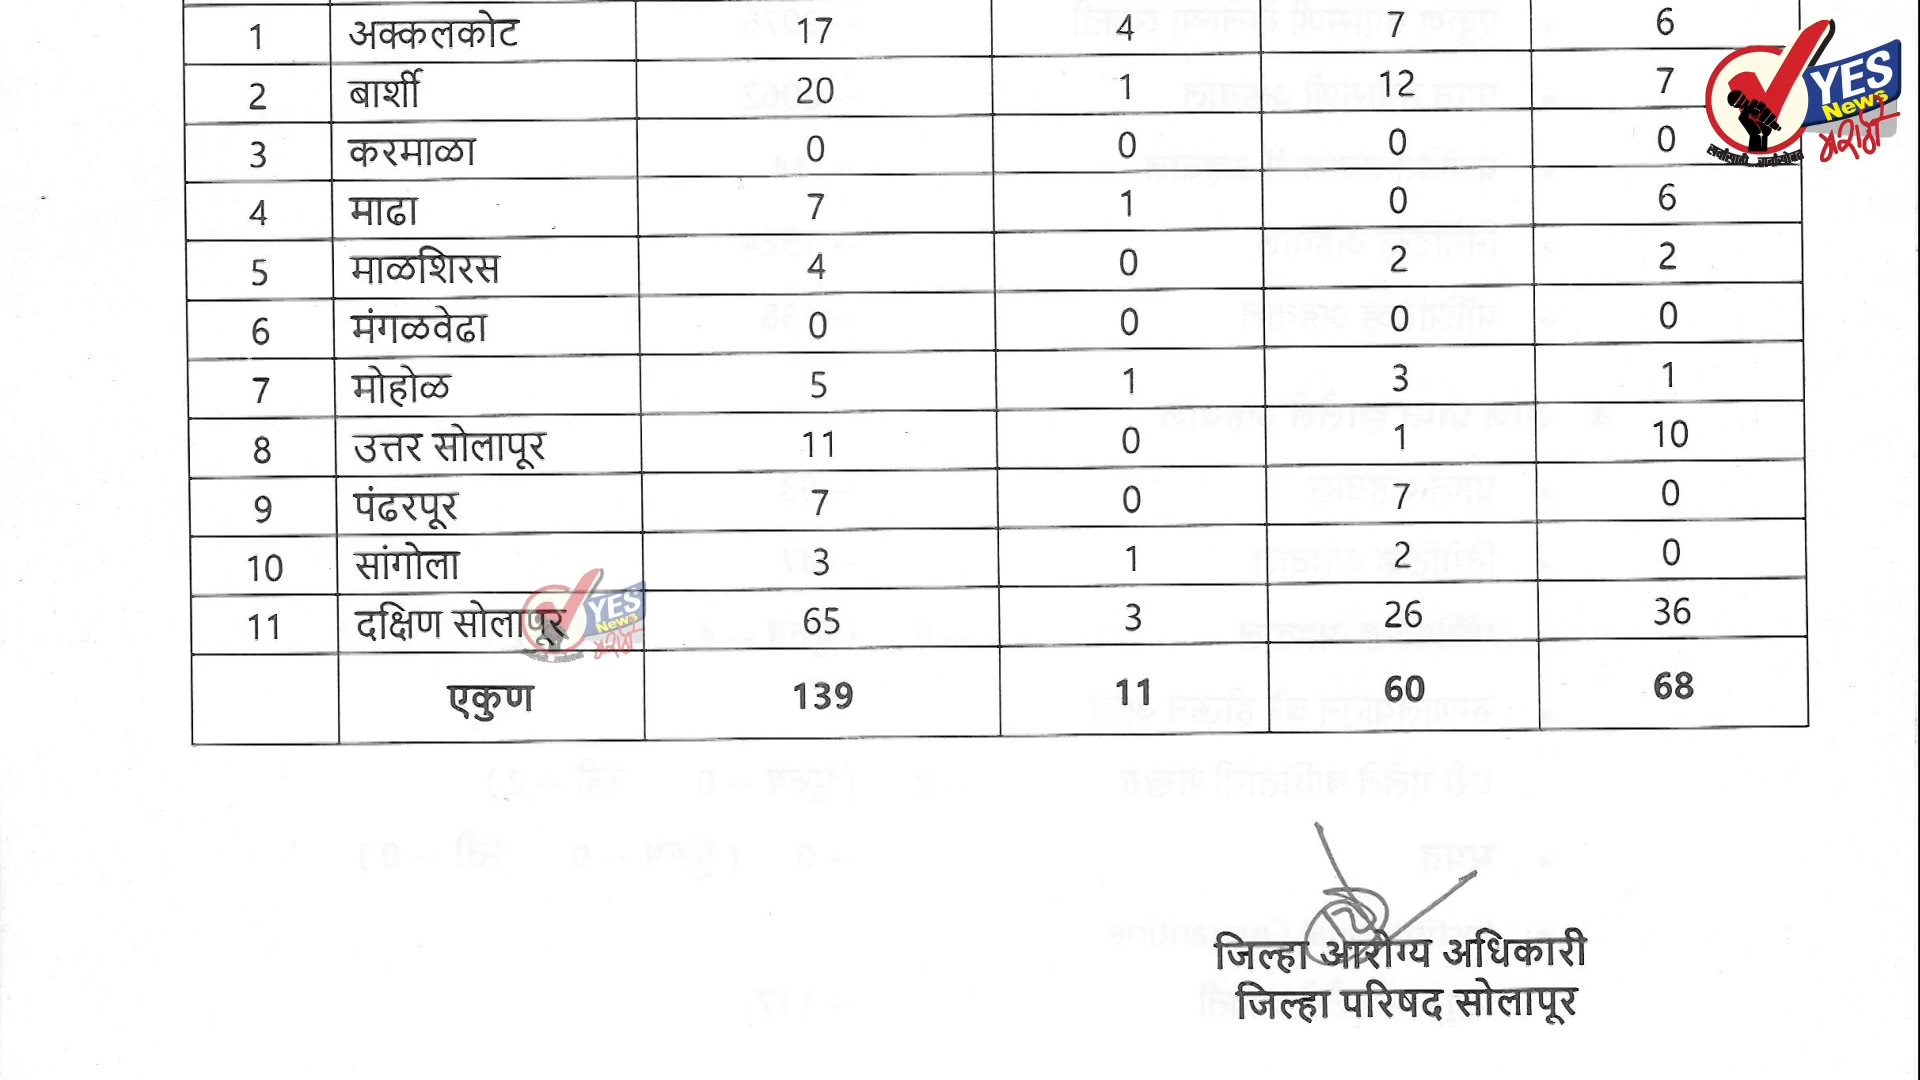 1 अक्कलकोट 17 4 7 6
2 बार्शी 20 1 12 7
3 करमाळा 0 0 0 0
4 माढा 7 1 0 6
5 माळशिरस 4 0 2 2
6 मंगळवेढा 0 0 0 0
7 मोहोळ 5 1 3 1
8 उत्तर सोलापूर 11 0 1 10
9 पंढरपूर 7 0 7 0
10 सांगोला 3 1 2 0
11 दक्षिण सोलापूर 65 3 26 36
एकुण 139 11 60 68
जिल्हा आरोग्य अधिकारी
जिल्हा परिषद सोलापूर
YES
News
मराठी
YES
News
मराठी